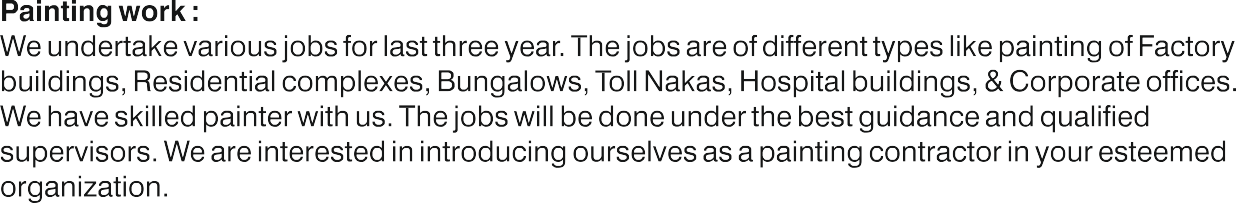 Painting work :
We undertake various jobs for last three year. The jobs are of different types like painting of Factory
buildings, Residential complexes, Bungalows, Toll Nakas, Hospital buildings, & Corporate offices.
We have skilled painter with us. The jobs will be done under the best guidance and qualified
supervisors. We are interested in introducing ourselves as a painting contractor in your esteemed
organization.